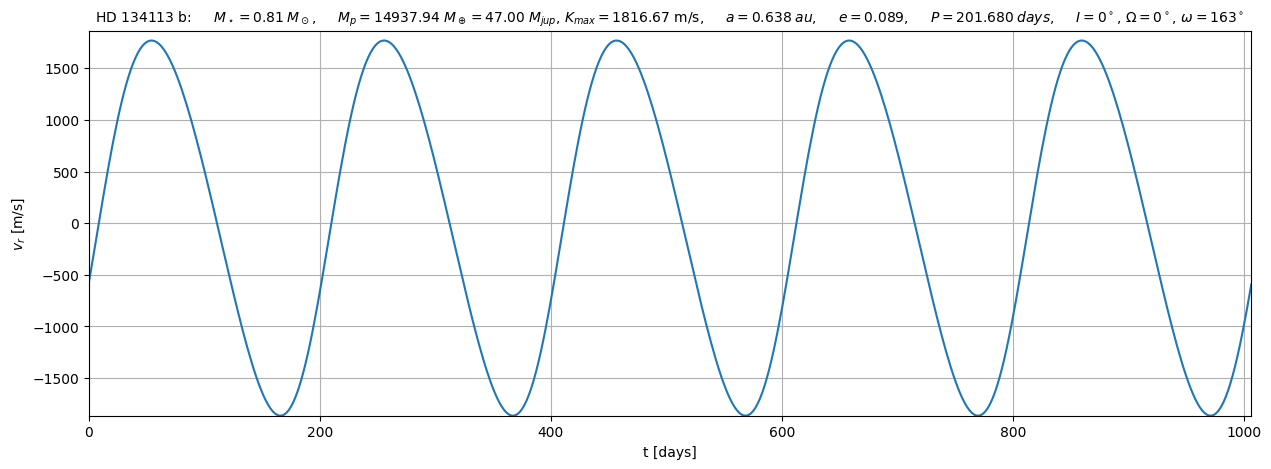 HD 134113 b: M⋆ = 0.81 M⊙, Mp = 14937.94 M⊕ = 47.00 Mjup, Kmax = 1816.67 m/s, a = 0.638 au, e = 0.089, P = 201.680 days, I = 0°, Ω = 0°, ω = 163°
1500
1000
500
0
−500
−1000
−1500
vr [m/s]
0 200 400 600 800 1000
t [days]